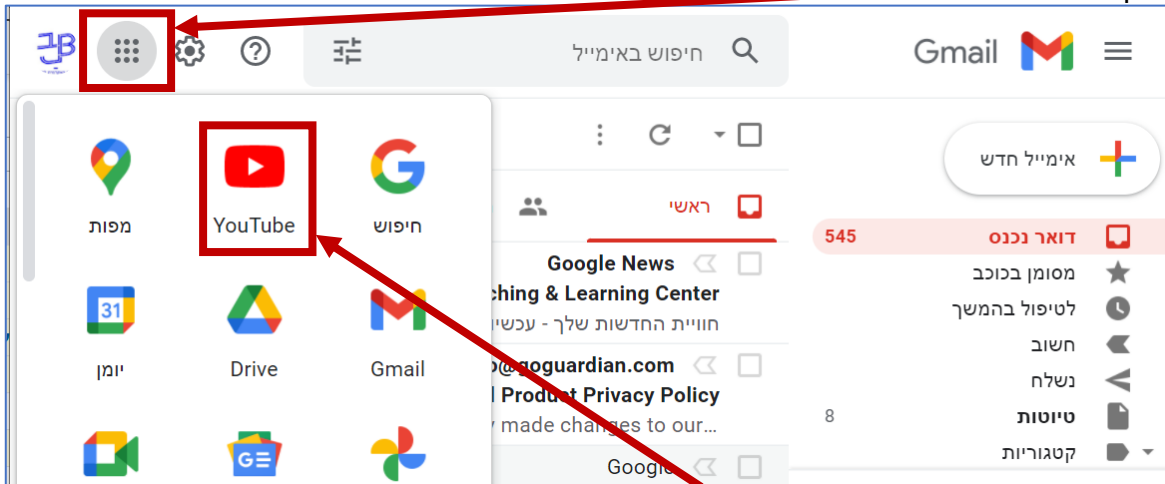 Gmail
חיפוש באימייל
אימייל חדש
דואר נכנס 545
מסומן בכוכב
לטיפול בהמשך
חשוב
נשלח
טיוטות 8
קטגוריות
ראשי
Google News
ching & Learning Center
חוויית החדשות שלך - עכשיו
@goguardian.com
Product Privacy Policy
made changes to our...
Google
חיפוש
YouTube
מפות
Gmail
Drive
יומן
31